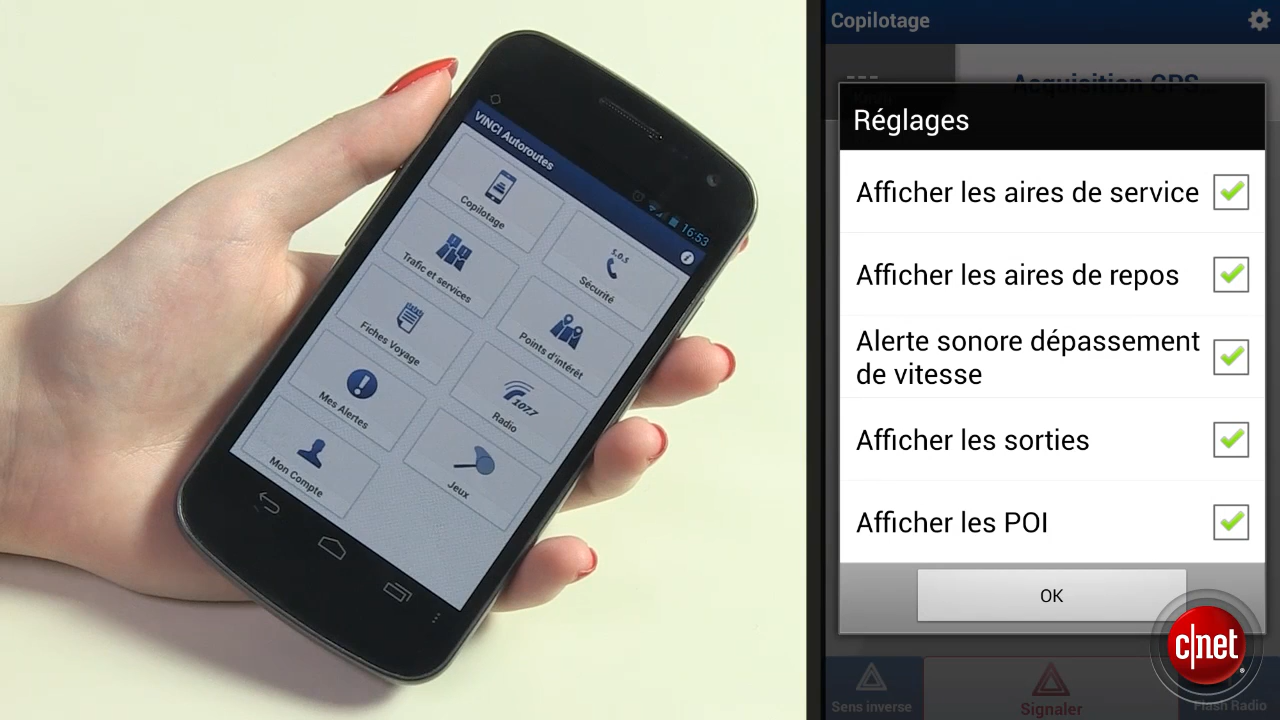 VINCI Autoroutes
16:53
Copilotage
S.O.S
Sécurité
Trafic et services
Points d'intérêt
Fiches Voyage
107.7
Radio
Mes Alertes
Jeux
Mon Compte
Copilotage
Acquisition GPS...
Réglages
Afficher les aires de service
Afficher les aires de repos
Alerte sonore dépassement
de vitesse
Afficher les sorties
Afficher les POI
OK
Sens inverse
Signaler
Flash Radio
c|net